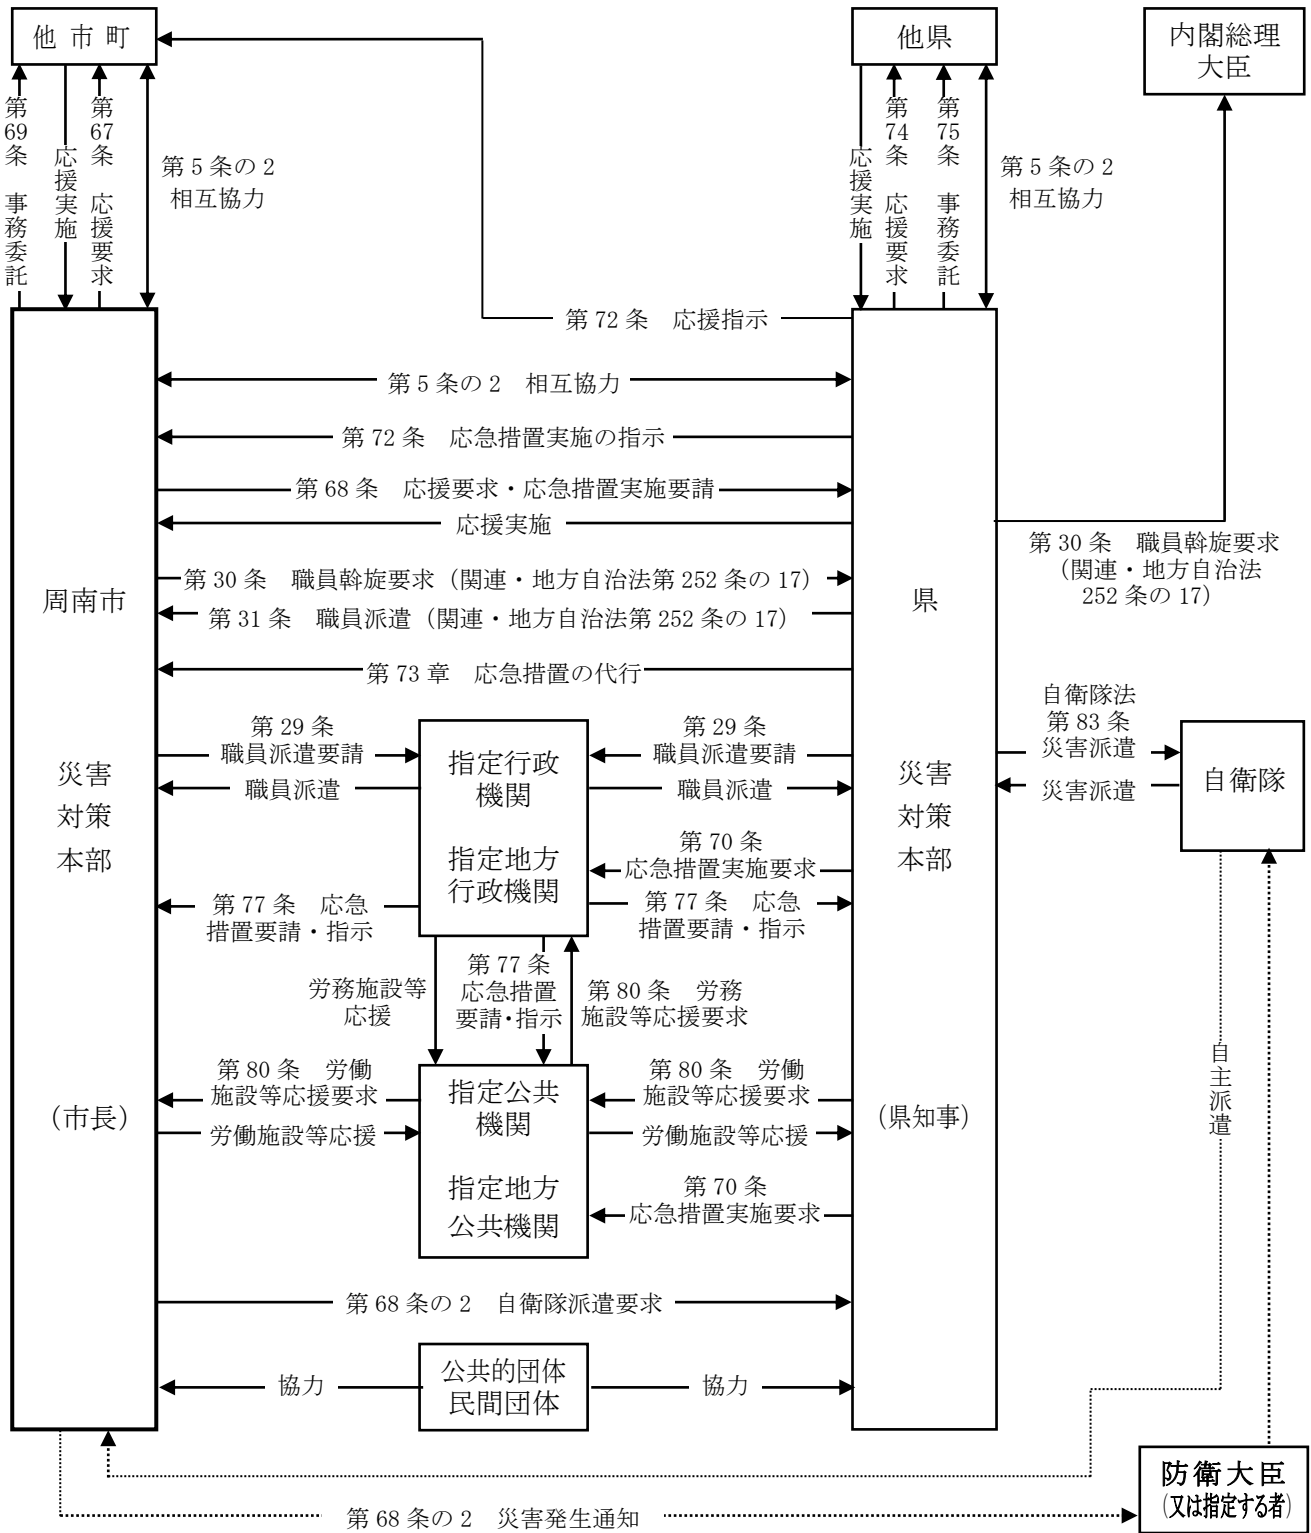 他 市 町
他県
内閣総理
大臣
第69条　事務委託
応援実施
第67条　応援要求
第 5 条の 2
相互協力
応援実施
第74条　応援要求
第75条　事務委託
第 5 条の 2
相互協力
第 72 条　応援指示
第 5 条の 2　相互協力
第 72 条　応急措置実施の指示
第 68 条　応援要求・応急措置実施要請
応援実施
第 30 条　職員斡旋要求（関連・地方自治法第 252 条の 17）
第 31 条　職員派遣（関連・地方自治法第 252 条の 17）
第 73 章　応急措置の代行
第 30 条　職員斡旋要求
（関連・地方自治法
252 条の 17）
周南市
災害
対策
本部
（市長）
県
災害
対策
本部
（県知事）
第 29 条
職員派遣要請
職員派遣
指定行政
機関
指定地方
行政機関
第 29 条
職員派遣要請
職員派遣
第 70 条
応急措置実施要求
第 77 条　応急
措置要請・指示
第 77 条　応急
措置要請・指示
自衛隊法
第 83 条
災害派遣
災害派遣
自衛隊
労務施設等
応援
第 77 条
応急措置
要請・指示
第 80 条　労務
施設等応援要求
第 80 条　労働
施設等応援要求
労働施設等応援
指定公共
機関
指定地方
公共機関
第 80 条　労働
施設等応援要求
労働施設等応援
第 70 条
応急措置実施要求
自主派遣
第 68 条の 2　自衛隊派遣要求
協力
公共的団体
民間団体
協力
防衛大臣
（又は指定する者）
第 68 条の 2　災害発生通知